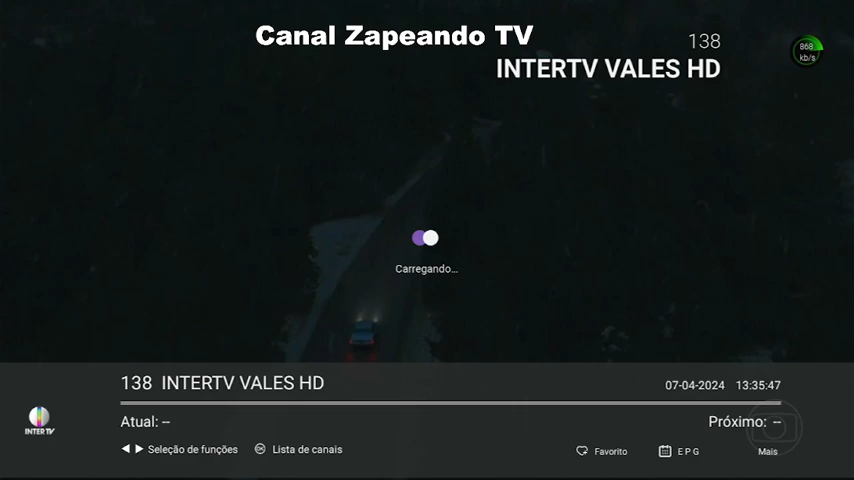 Canal Zapeando TV
138
INTERTV VALES HD
868
kb/s
Carregando...
138 INTERTV VALES HD
07-04-2024 13:35:47
INTER TV
Atual: --
Próximo: --
Seleção de funções
OK Lista de canais
Favorito
E P G
Mais